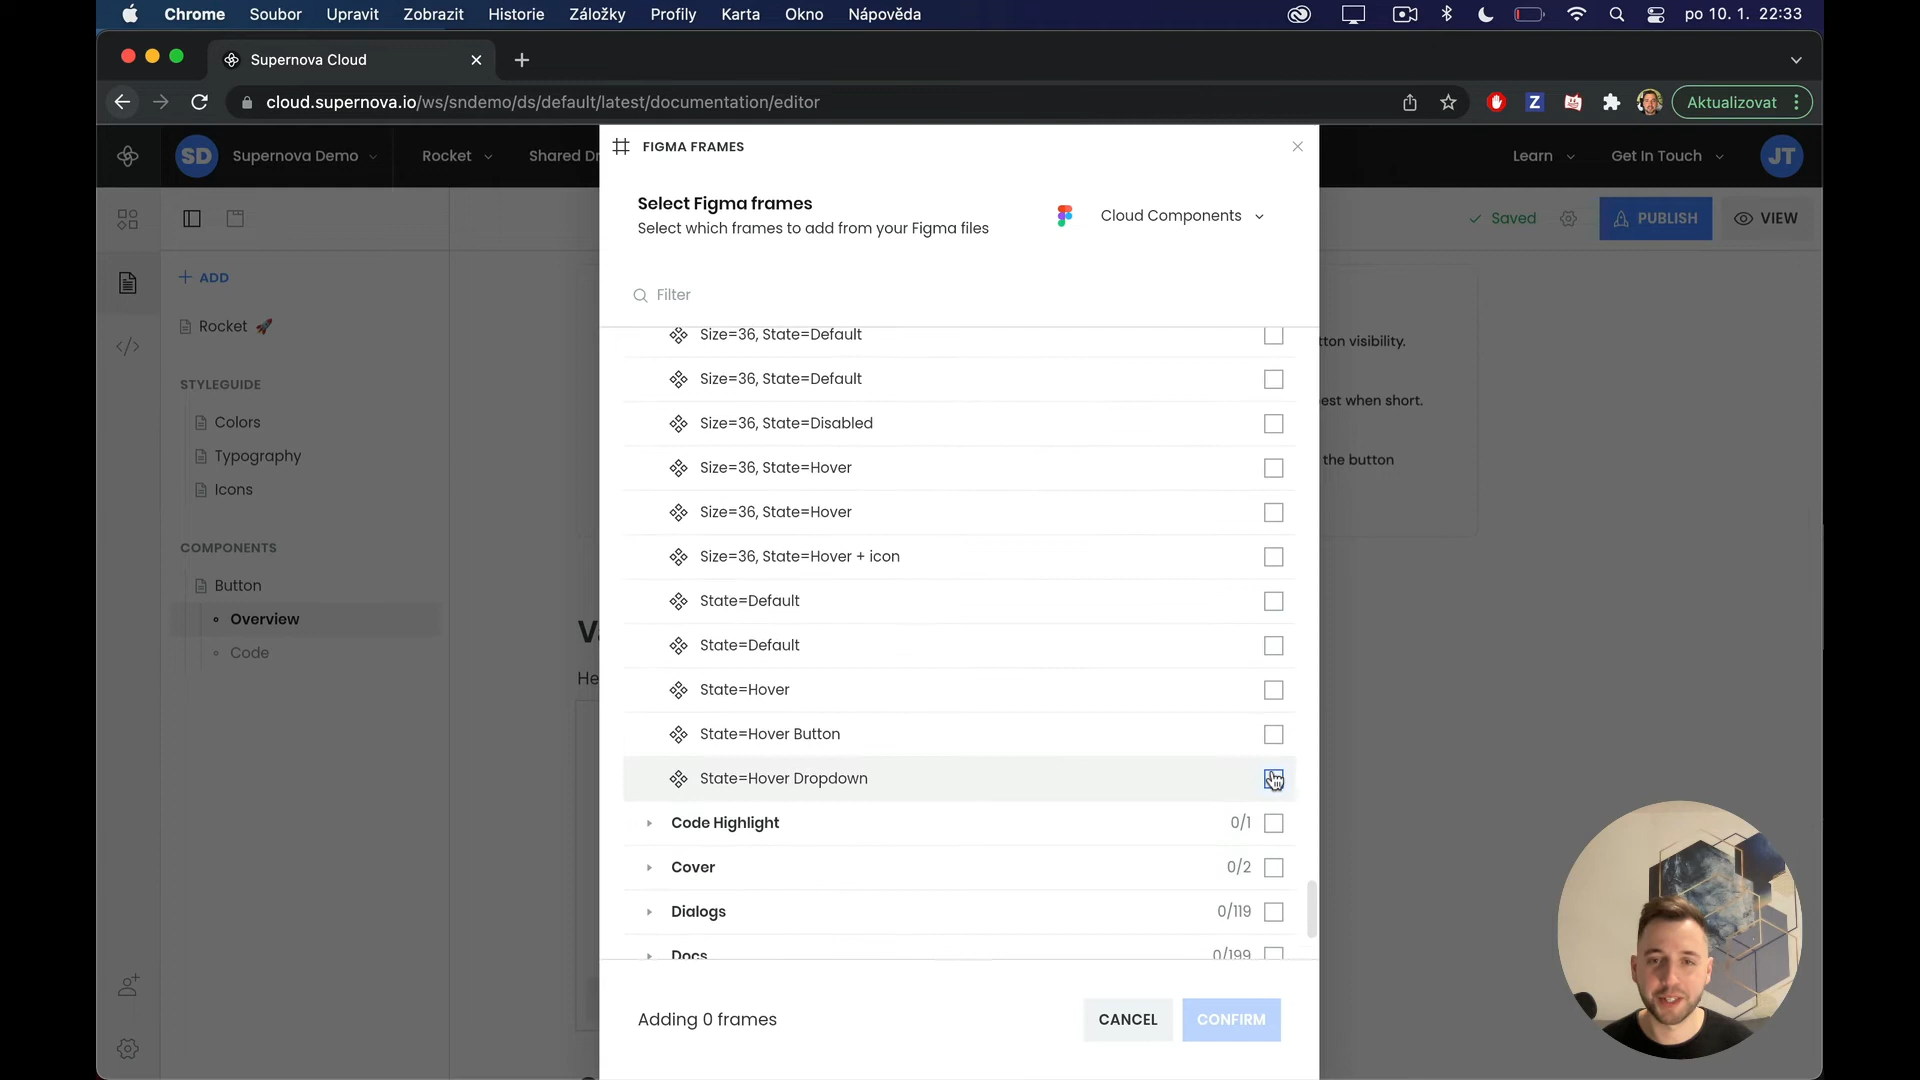 Chrome Soubor Upravit Zobrazit Historie Záložky Profily Karta Okno Nápověda po 10. 1. 22:33
Supernova Cloud
cloud.supernova.io/ws/sndemo/ds/default/latest/documentation/editor Z Aktualizovat
SD Supernova Demo Rocket Shared Dr Learn Get In Touch JT
FIGMA FRAMES
Select Figma frames
Select which frames to add from your Figma files
Cloud Components
Saved PUBLISH VIEW
ADD
Filter
Rocket 🚀
STYLEGUIDE
Colors
Typography
Icons
COMPONENTS
Button
Overview
Code
Size=36, State=Default
Size=36, State=Default
Size=36, State=Disabled
Size=36, State=Hover
Size=36, State=Hover
Size=36, State=Hover + icon
State=Default
State=Default
State=Hover
State=Hover Button
State=Hover Dropdown
Code Highlight 0/1
Cover 0/2
Dialogs 0/119
Docs 0/199
tton visibility.
est when short.
the button
Va
He
Adding 0 frames CANCEL CONFIRM